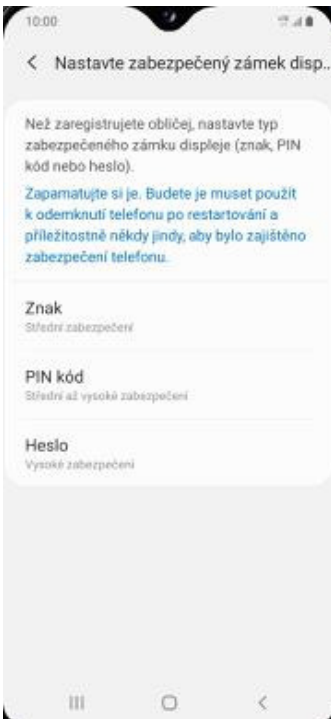 10:00
Nastavte zabezpečený zámek disp..
Než zaregistrujete obličej, nastavte typ
zabezpečeného zámku displeje (znak, PIN
kód nebo heslo).
Zapamatujte si je. Budete je muset použít
k odemknutí telefonu po restartování a
příležitostně někdy jindy, aby bylo zajištěno
zabezpečení telefonu.
Znak
Střední zabezpečení
PIN kód
Střední až vysoké zabezpečení
Heslo
Vysoké zabezpečení